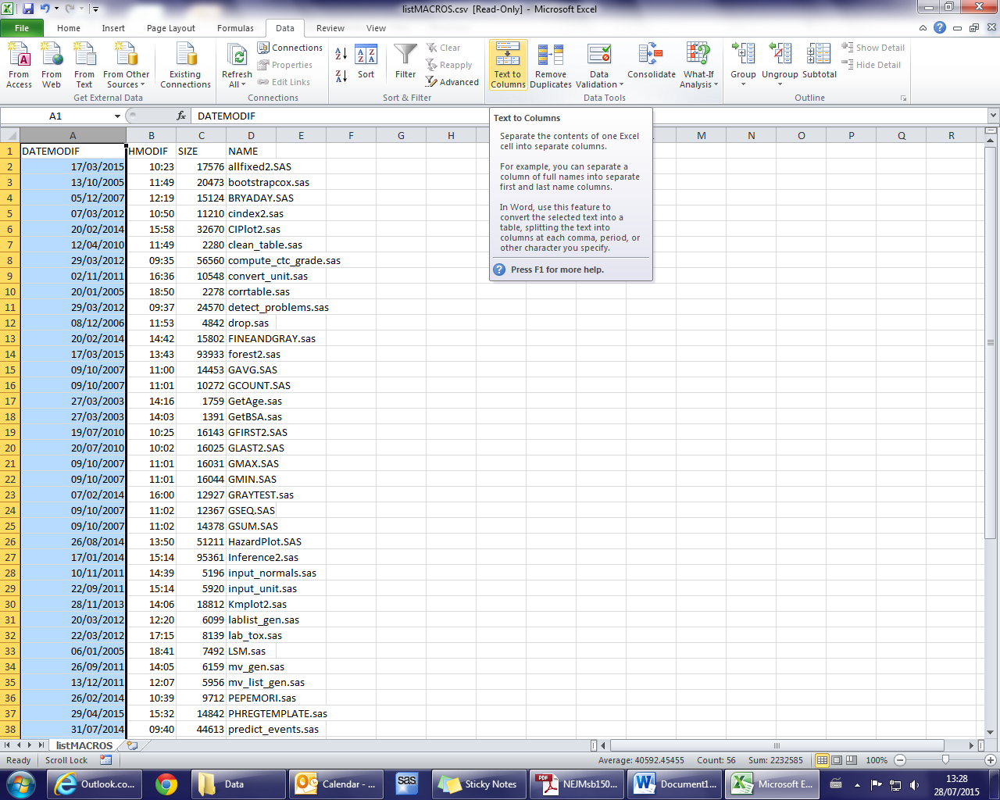 listMACROS.csv [Read-Only] - Microsoft Excel
File Home Insert Page Layout Formulas Data Review View
From Access
From Web
From Text
From Other Sources
Existing Connections
Get External Data
Refresh All
Connections
Properties
Edit Links
Connections
Sort
Filter
Clear
Reapply
Advanced
Sort & Filter
Text to Columns
Remove Duplicates
Data Validation
Consolidate
What-If Analysis
Data Tools
Group
Ungroup
Subtotal
Show Detail
Hide Detail
Outline
A1 fx DATEMODIF
Text to Columns
Separate the contents of one Excel
cell into separate columns.
For example, you can separate a
column of full names into separate
first and last name columns.
In Word, use this feature to
convert the selected text into a
table, splitting the text into
columns at each comma, period, or
other character you specify.
Press F1 for more help.
A B C D E F G H M N O P Q R
1 DATEMODIF HMODIF SIZE NAME
2 17/03/2015 10:23 17576 allfixed2.SAS
3 13/10/2005 11:49 20473 bootstrapcox.sas
4 05/12/2007 12:19 15124 BRYADAY.SAS
5 07/03/2012 10:50 11210 cindex2.sas
6 20/02/2014 15:58 32670 CIPlot2.sas
7 12/04/2010 11:49 2280 clean_table.sas
8 29/03/2012 09:35 56560 compute_ctc_grade.sas
9 02/11/2011 16:36 10548 convert_unit.sas
10 20/01/2005 18:50 2278 corrtable.sas
11 29/03/2012 09:37 24570 detect_problems.sas
12 08/12/2006 11:53 4842 drop.sas
13 20/02/2014 14:42 15802 FINEANDGRAY.sas
14 17/03/2015 13:43 93933 forest2.sas
15 09/10/2007 11:00 14453 GAVG.SAS
16 09/10/2007 11:01 10272 GCOUNT.SAS
17 27/03/2003 14:16 1759 GetAge.sas
18 27/03/2003 14:03 1391 GetBSA.sas
19 19/07/2010 10:25 16143 GFIRST2.SAS
20 20/07/2010 10:02 16025 GLAST2.SAS
21 09/10/2007 11:01 16031 GMAX.SAS
22 09/10/2007 11:01 16044 GMIN.SAS
23 07/02/2014 16:00 12927 GRAYTEST.sas
24 09/10/2007 11:02 12367 GSEQ.SAS
25 09/10/2007 11:02 14378 GSUM.SAS
26 26/08/2014 13:50 51211 HazardPlot.SAS
27 17/01/2014 15:14 95361 Inference2.sas
28 10/11/2011 14:39 5196 input_normals.sas
29 22/09/2011 15:14 5920 input_unit.sas
30 28/11/2013 14:06 18812 Kmplot2.sas
31 20/03/2012 12:20 6099 lablist_gen.sas
32 22/03/2012 17:15 8139 lab_tox.sas
33 06/01/2005 18:41 7492 LSM.sas
34 26/09/2011 14:05 6159 mv_gen.sas
35 13/12/2011 12:07 5956 mv_list_gen.sas
36 26/02/2014 10:39 9712 PEPEMORI.sas
37 29/04/2015 15:32 14842 PHREGTEMPLATE.sas
38 31/07/2014 09:40 44613 predict_events.sas
listMACROS
Ready Scroll Lock Average: 40592.45455 Count: 56 Sum: 2232585 100%
Outlook.co... Data Calendar - ... sas Sticky Notes NEJMsb150... Document1... Microsoft E... 13:28
28/07/2015